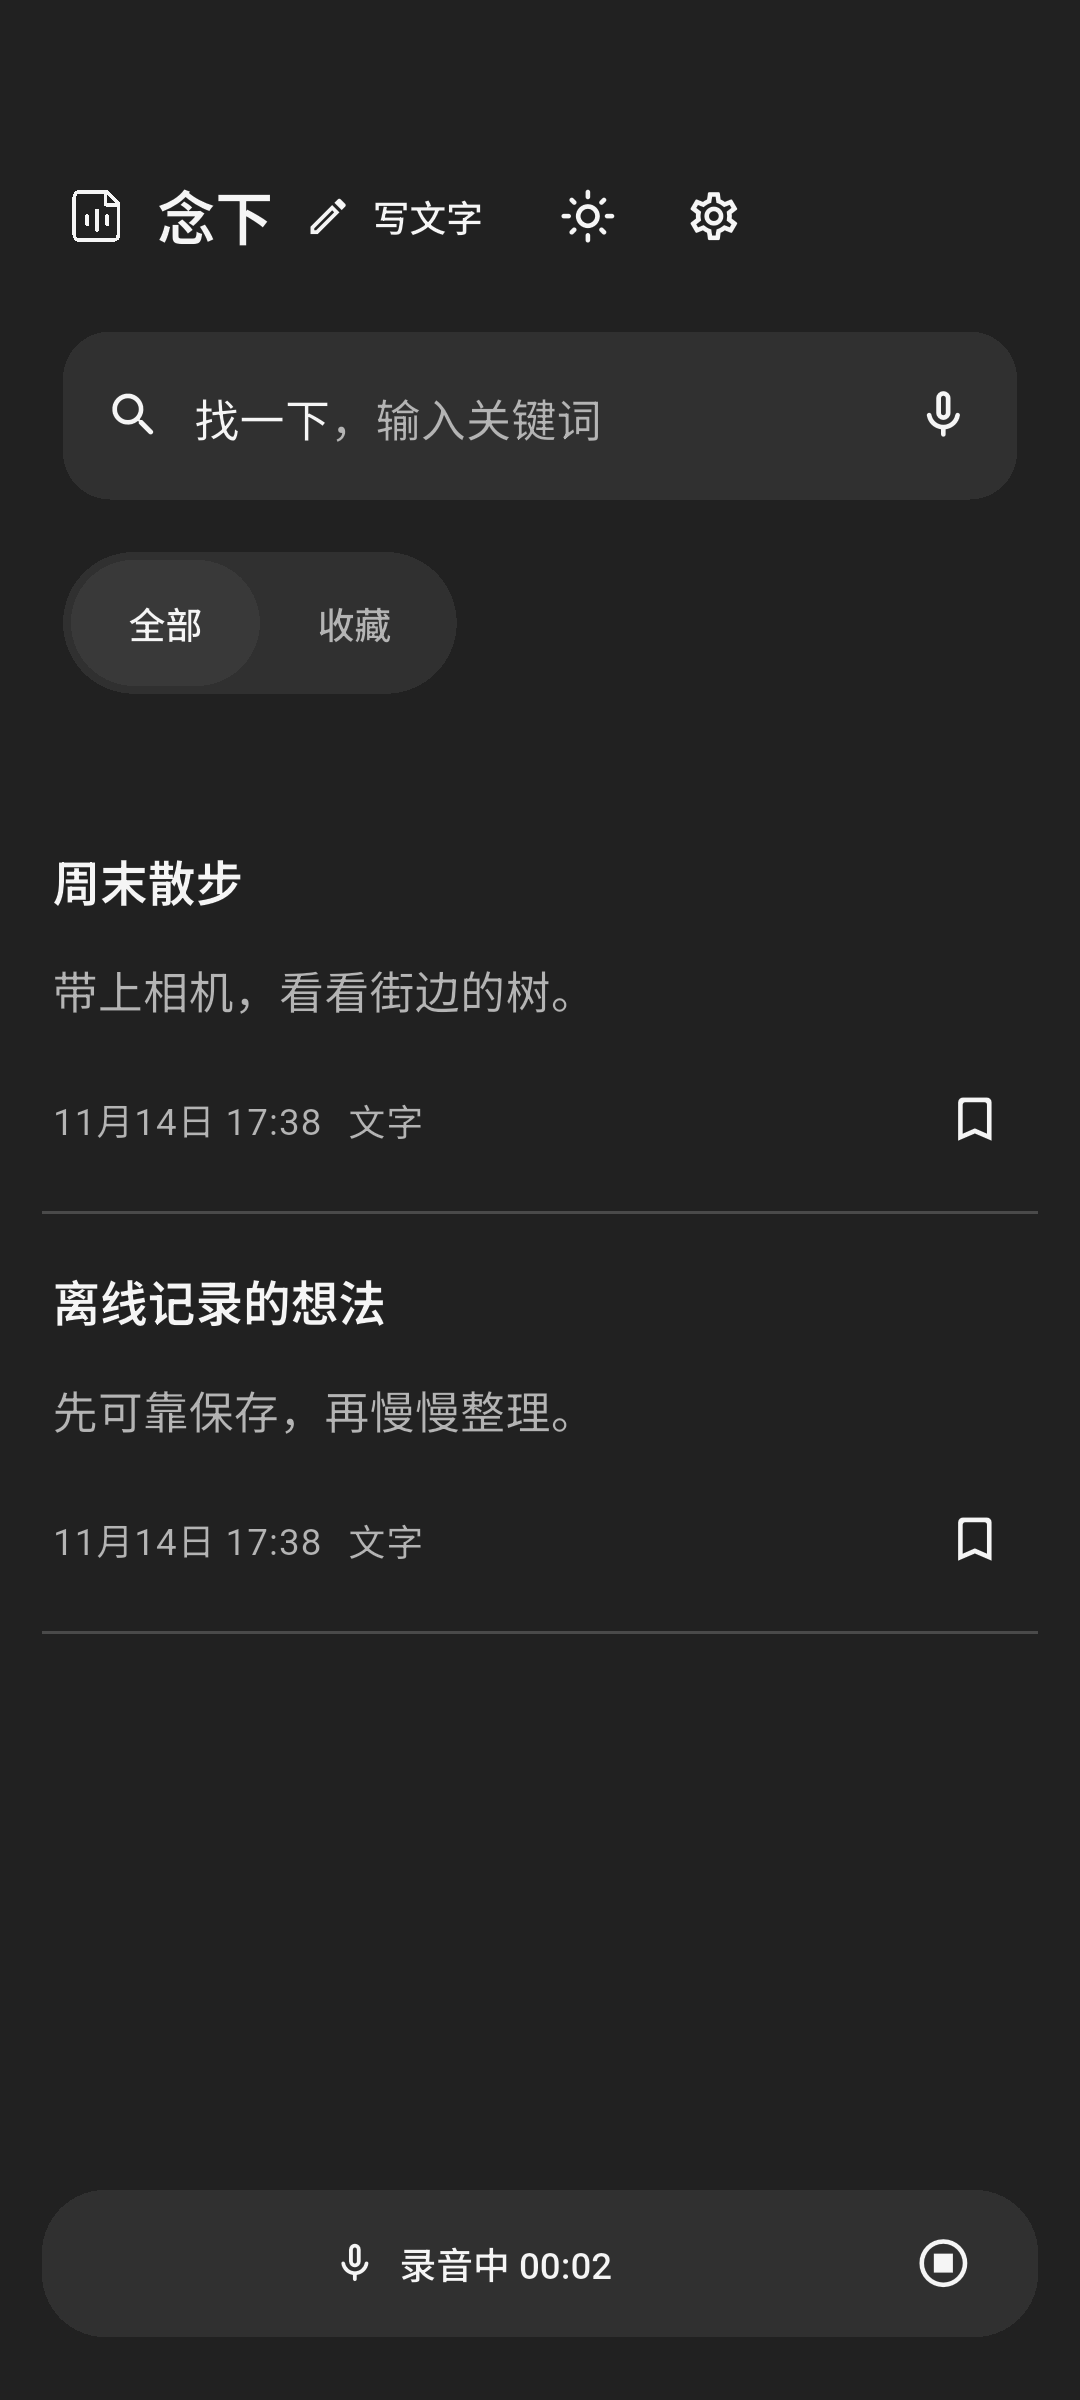 念下 写文字
找一下，输入关键词
全部 收藏
周末散步
带上相机，看看街边的树。
11月14日 17:38 文字
离线记录的想法
先可靠保存，再慢慢整理。
11月14日 17:38 文字
录音中 00:02